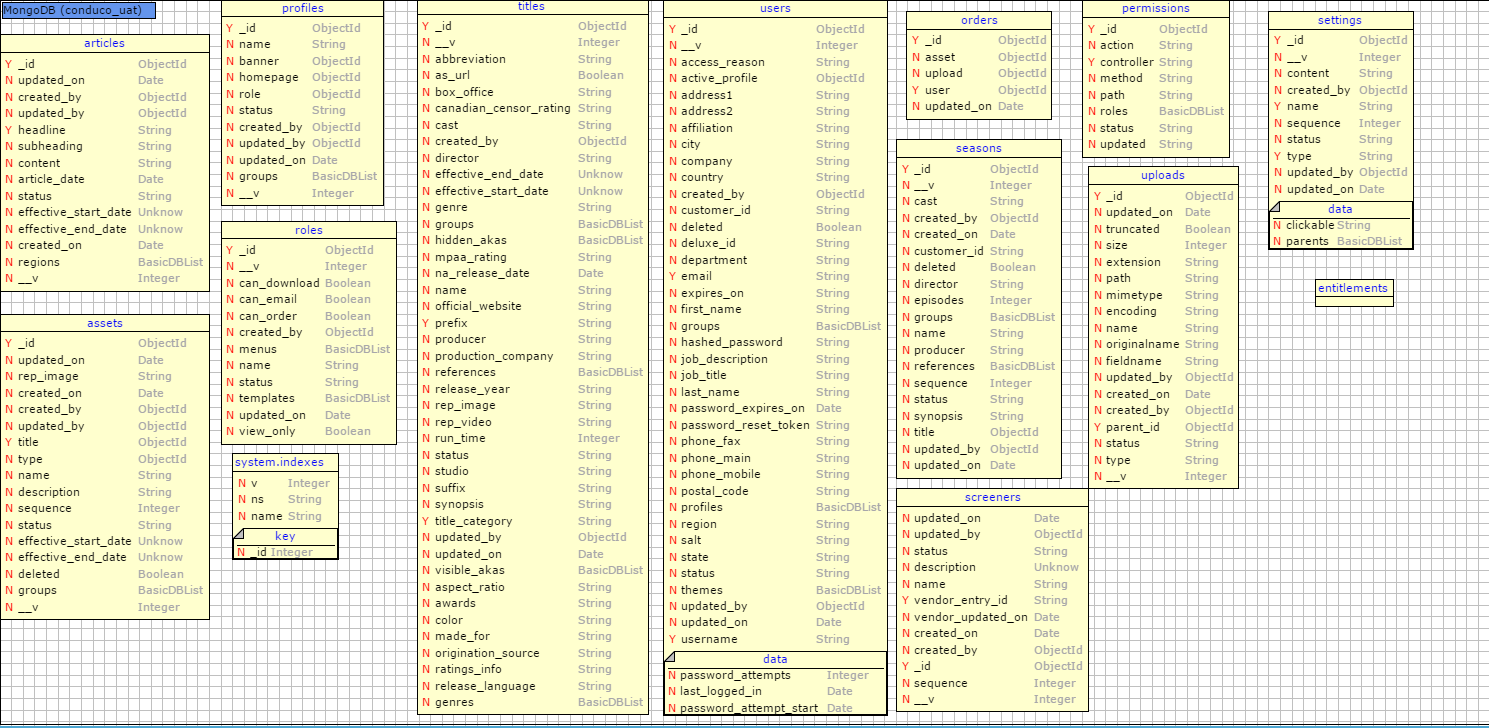 MongoDB (conduco_uat)
articles
Y _id ObjectId
N updated_on Date
N created_by ObjectId
N updated_by ObjectId
Y headline String
N subheading String
N content String
N article_date Date
N status String
N effective_start_date Unknow
N effective_end_date Unknow
N created_on Date
N regions BasicDBList
N __v Integer
assets
Y _id ObjectId
N updated_on Date
N rep_image String
N created_on Date
N created_by ObjectId
N updated_by ObjectId
Y title ObjectId
N type ObjectId
N name String
N description String
N sequence Integer
N status String
N effective_start_date Unknow
N effective_end_date Unknow
N deleted Boolean
N groups BasicDBList
N __v Integer
profiles
Y _id ObjectId
N name String
N banner ObjectId
N homepage ObjectId
N role ObjectId
N status String
N created_by ObjectId
N updated_by ObjectId
N updated_on Date
N groups BasicDBList
N __v Integer
roles
Y _id ObjectId
N __v Integer
N can_download Boolean
N can_email Boolean
N can_order Boolean
N created_by ObjectId
N menus BasicDBList
N name String
N status String
N templates BasicDBList
N updated_on Date
N view_only Boolean
system.indexes
N v Integer
N ns String
N name String
key
N _id Integer
titles
Y _id ObjectId
N __v Integer
N abbreviation String
N as_url Boolean
N box_office String
N canadian_censor_rating String
N cast String
N created_by ObjectId
N director String
N effective_end_date Unknow
N effective_start_date Unknow
N genre String
N groups BasicDBList
N hidden_akas BasicDBList
N mpaa_rating String
N na_release_date Date
N name String
N official_website String
Y prefix String
N producer String
N production_company String
N references BasicDBList
N release_year String
N rep_image String
N rep_video String
N run_time Integer
N status String
N studio String
N suffix String
N synopsis String
Y title_category String
N updated_by ObjectId
N updated_on Date
N visible_akas BasicDBList
N aspect_ratio String
N awards String
N color String
N made_for String
N origination_source String
N ratings_info String
N release_language String
N genres BasicDBList
users
Y _id ObjectId
N __v Integer
N access_reason String
N active_profile ObjectId
N address1 String
N address2 String
N affiliation String
N city String
N company String
N country String
N created_by ObjectId
N customer_id String
N deleted Boolean
N deluxe_id String
N department String
Y email String
N expires_on String
N first_name String
N groups BasicDBList
N hashed_password String
N job_description String
N job_title String
N last_name String
N password_expires_on Date
N password_reset_token String
N phone_fax String
N phone_main String
N phone_mobile String
N postal_code String
N profiles BasicDBList
N region String
N salt String
N state String
N status String
N themes BasicDBList
N updated_by ObjectId
N updated_on Date
Y username String
data
N password_attempts Integer
N last_logged_in Date
N password_attempt_start Date
orders
Y _id ObjectId
N asset ObjectId
N upload ObjectId
Y user ObjectId
N updated_on Date
seasons
Y _id ObjectId
N __v Integer
N cast String
N created_by ObjectId
N created_on Date
N customer_id String
N deleted Boolean
N director String
N episodes Integer
N groups BasicDBList
N name String
N producer String
N references BasicDBList
N sequence Integer
N status String
N synopsis String
N title ObjectId
N updated_by ObjectId
N updated_on Date
screeners
N updated_on Date
N updated_by ObjectId
N status String
N description Unknow
N name String
Y vendor_entry_id String
N vendor_updated_on Date
N created_on Date
N created_by ObjectId
Y _id ObjectId
N sequence Integer
N __v Integer
permissions
Y _id ObjectId
N action String
Y controller String
N method String
N path String
N roles BasicDBList
N status String
N updated String
uploads
Y _id ObjectId
N updated_on Date
N truncated Boolean
N size Integer
N extension String
N path String
N mimetype String
N encoding String
N name String
N originalname String
N fieldname String
N updated_by ObjectId
N created_on Date
N created_by ObjectId
Y parent_id ObjectId
N status String
N type String
N __v Integer
settings
Y _id ObjectId
N __v Integer
N content String
N created_by ObjectId
Y name String
N sequence Integer
N status String
Y type String
N updated_by ObjectId
N updated_on Date
data
N clickable String
N parents BasicDBList
entitlements